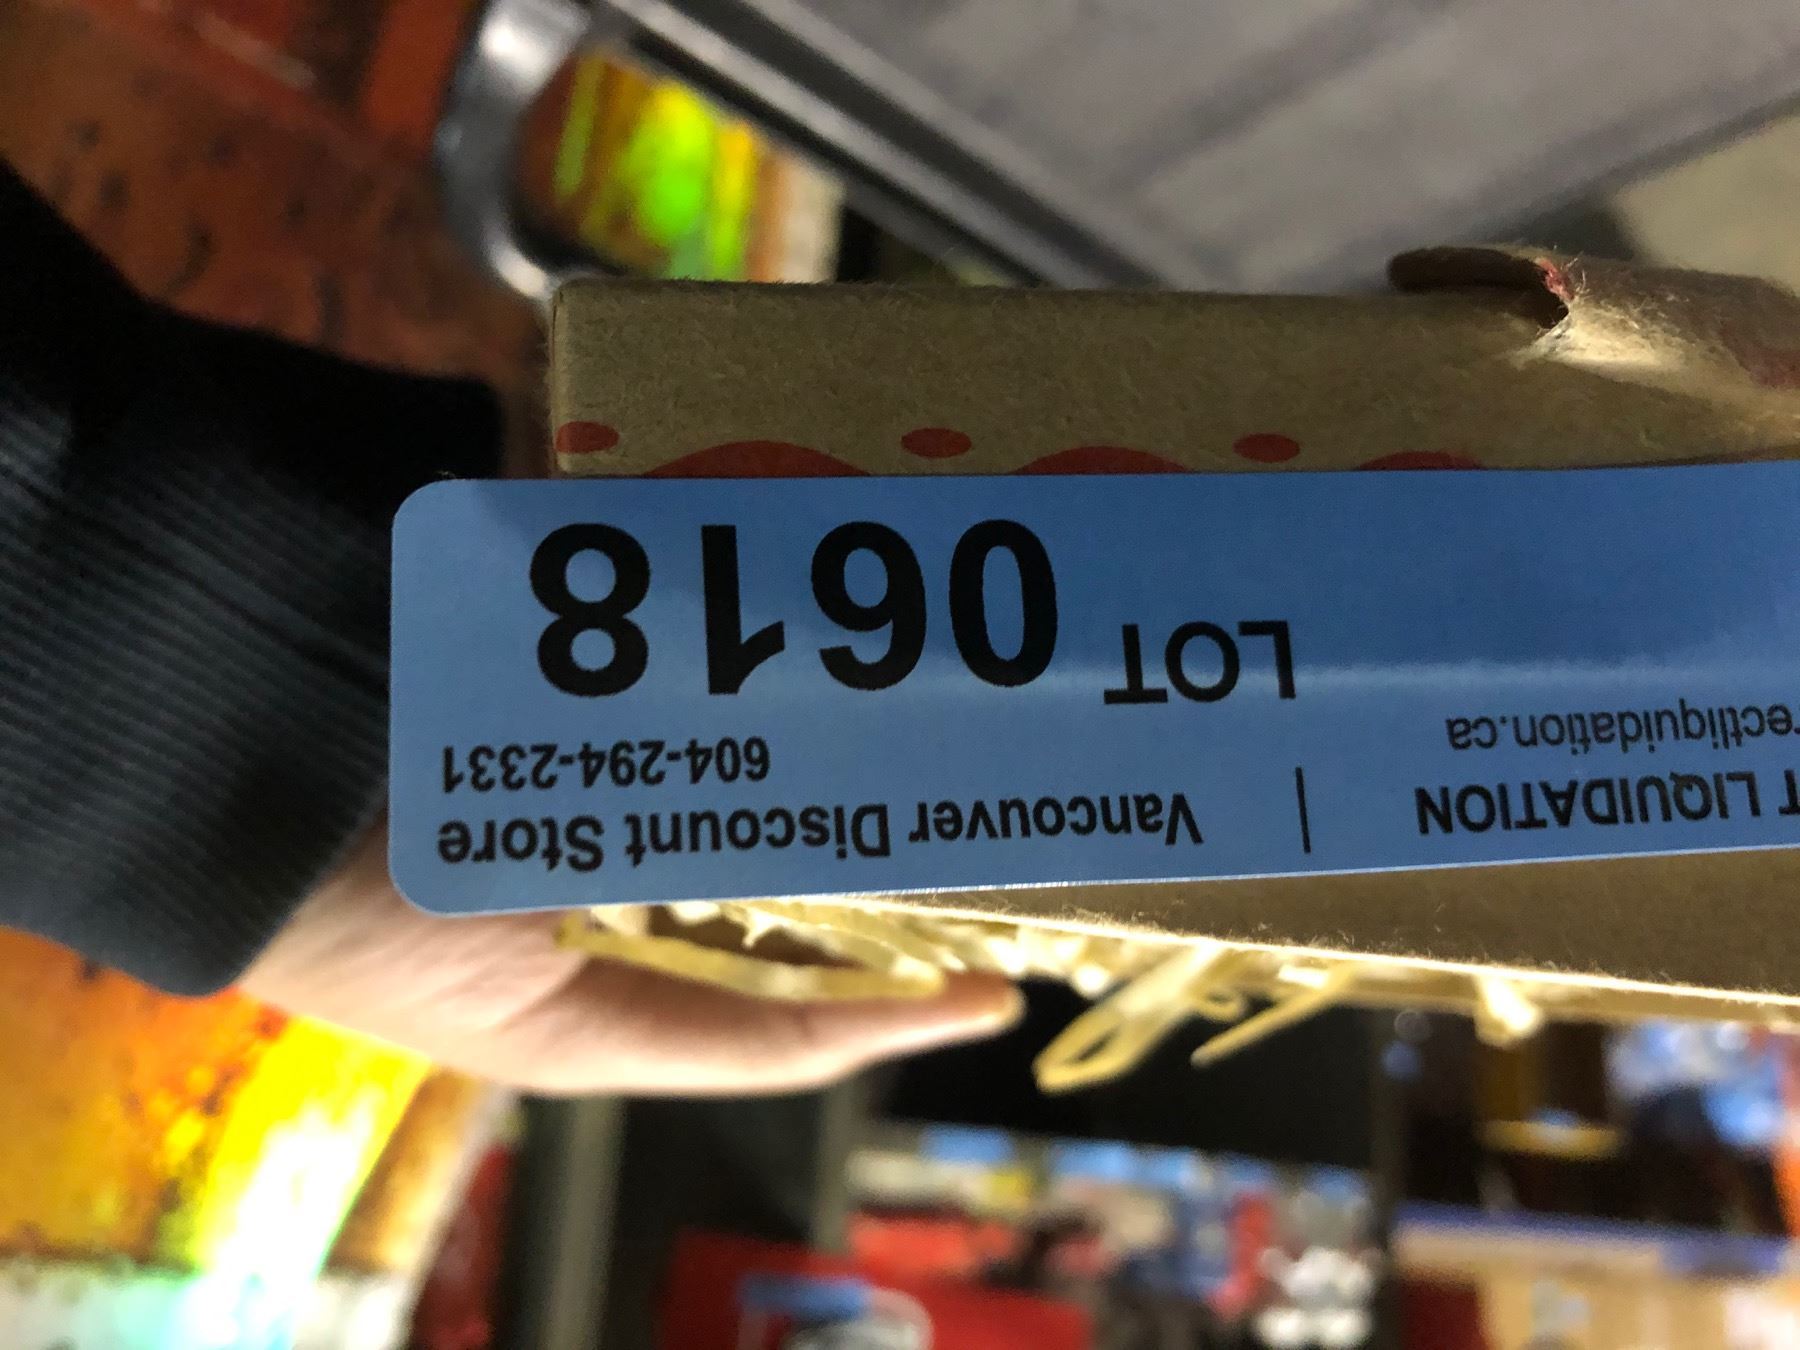 LIQUIDATION | Vancouver Discount Store
604-294-2331
LOT 0618